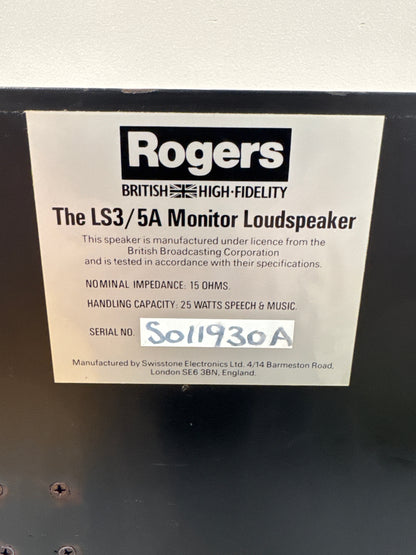 Rogers
BRITISH HIGH·FIDELITY
The LS3/5A Monitor Loudspeaker
This speaker is manufactured under licence from the
British Broadcasting Corporation
and is tested in accordance with their specifications.
NOMINAL IMPEDANCE: 15 OHMS.
HANDLING CAPACITY: 25 WATTS SPEECH & MUSIC.
SERIAL NO. SO11930A
Manufactured by Swisstone Electronics Ltd. 4/14 Barmeston Road,
London SE6 3BN, England.